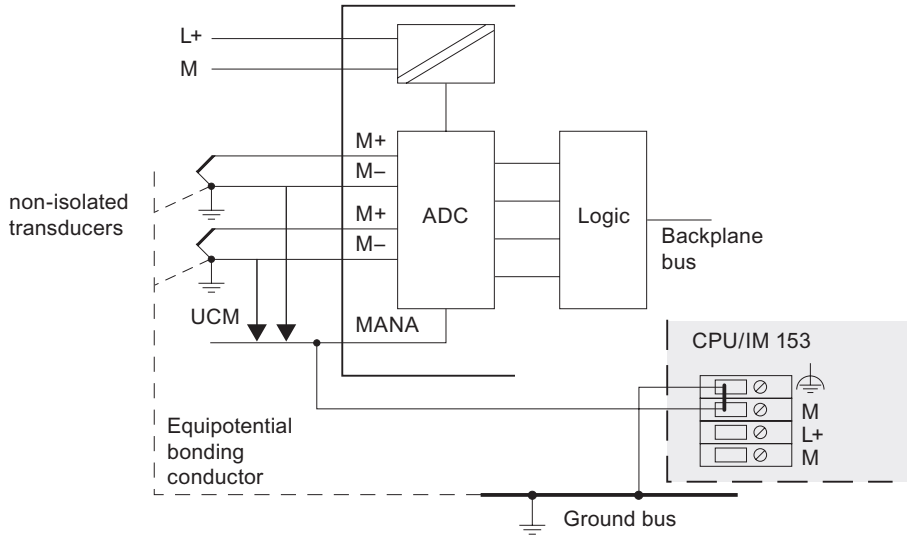 L+
M
M+
M–
M+
M–
non-isolated
transducers
ADC
Logic
Backplane
bus
UCM
MANA
CPU/IM 153
M
L+
M
Equipotential
bonding
conductor
Ground bus